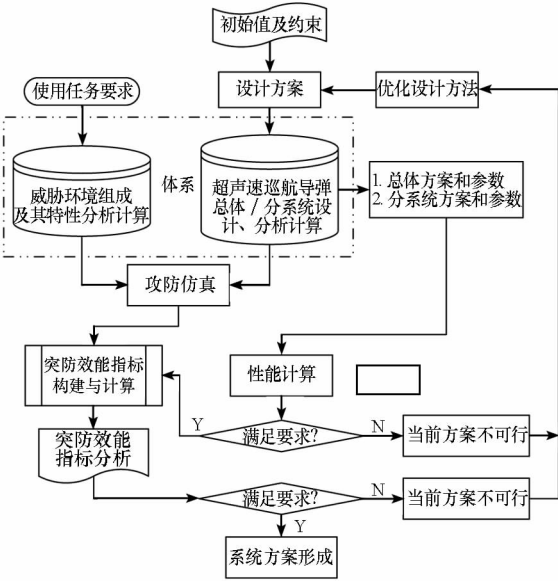 初始值及约束
使用任务要求
设计方案
优化设计方法
体系
威胁环境组成
及其特性分析计算
超声速巡航导弹
总体/分系统设
计、分析计算
1. 总体方案和参数
2. 分系统方案和参数
攻防仿真
突防效能指标
构建与计算
性能计算
Y
满足要求?
N
当前方案不可行
突防效能
指标分析
满足要求?
N
当前方案不可行
Y
系统方案形成